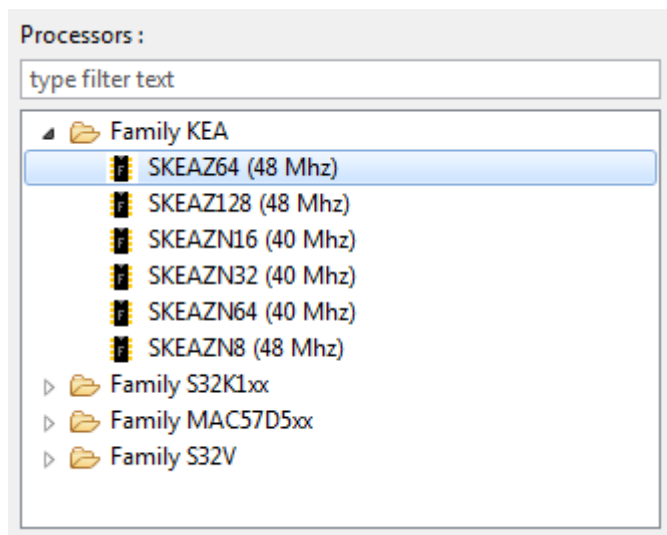 Processors :
type filter text
Family KEA
SKEAZ64 (48 Mhz)
SKEAZ128 (48 Mhz)
SKEAZN16 (40 Mhz)
SKEAZN32 (40 Mhz)
SKEAZN64 (40 Mhz)
SKEAZN8 (48 Mhz)
Family S32K1xx
Family MAC57D5xx
Family S32V